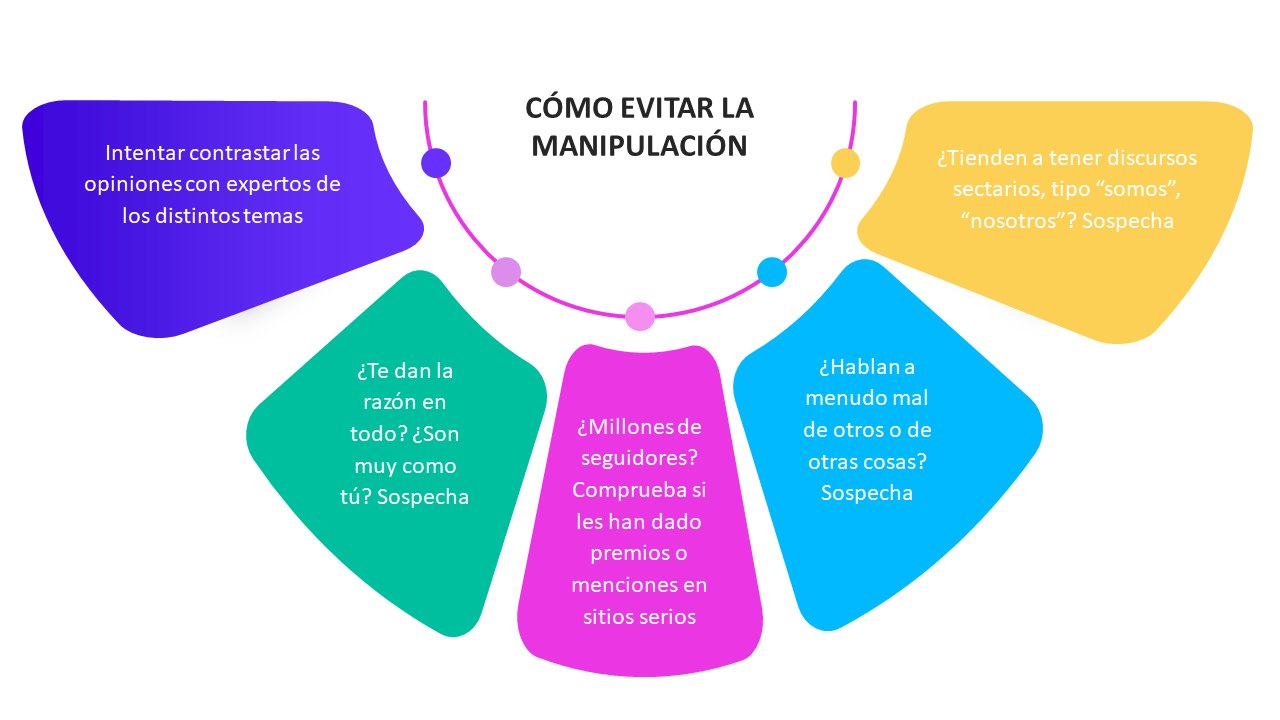 CÓMO EVITAR LA
MANIPULACIÓN
Intentar contrastar las
opiniones con expertos de
los distintos temas
¿Te dan la
razón en
todo? ¿Son
muy como
tú? Sospecha
¿Millones de
seguidores?
Comprueba si
les han dado
premios o
menciones en
sitios serios
¿Hablan a
menudo mal
de otros o de
otras cosas?
Sospecha
¿Tienden a tener discursos
sectarios, tipo “somos”,
“nosotros”? Sospecha